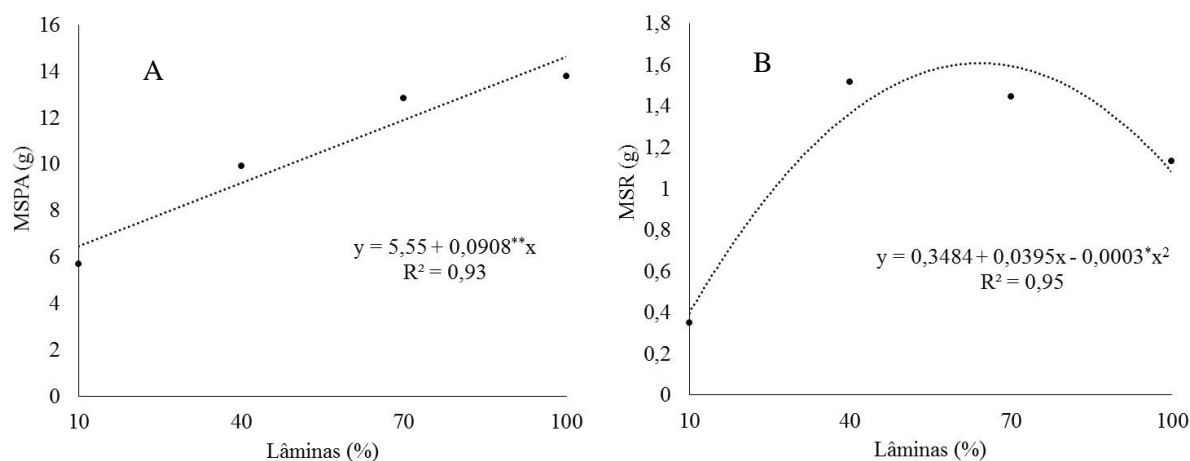 A
MSPA (g)
16
14
12
10
8
6
4
2
0
y = 5,55 + 0,0908**x
R² = 0,93
10 40 70 100
Lâminas (%)
B
MSR (g)
1,8
1,6
1,4
1,2
1
0,8
0,6
0,4
0,2
0
y = 0,3484 + 0,0395x - 0,0003*x²
R² = 0,95
10 40 70 100
Lâminas (%)